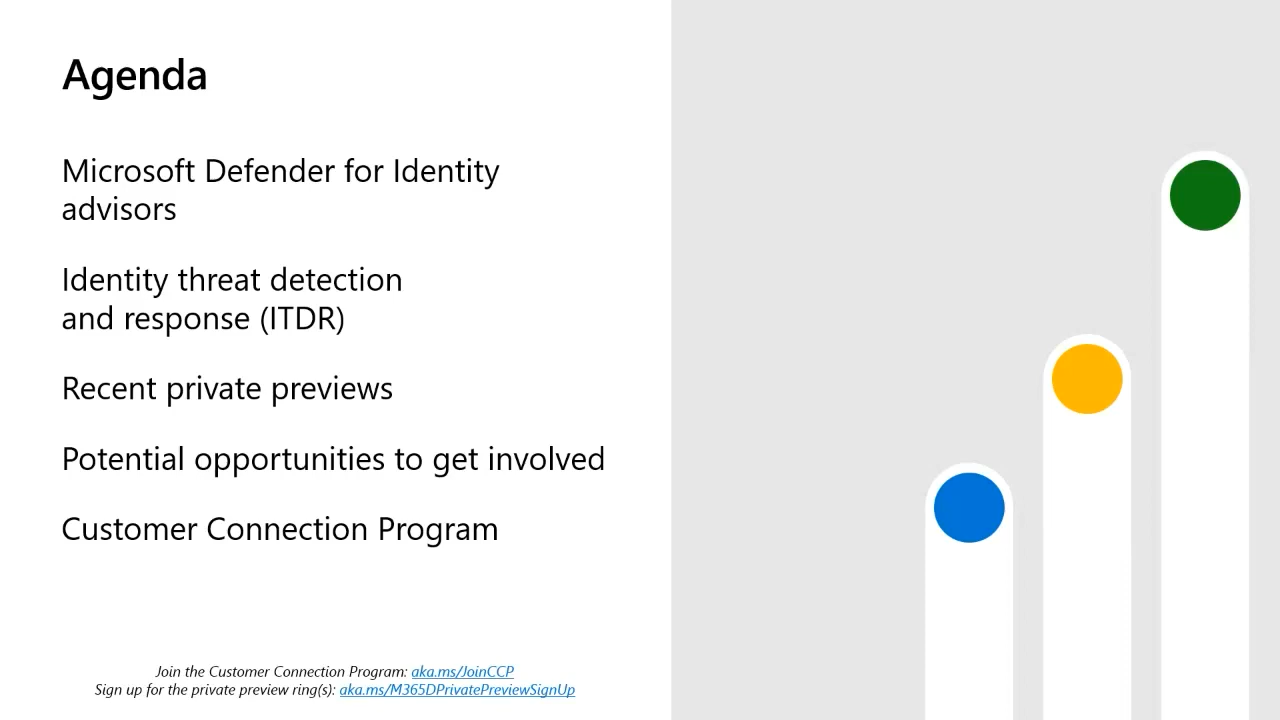 Agenda
Microsoft Defender for Identity
advisors
Identity threat detection
and response (ITDR)
Recent private previews
Potential opportunities to get involved
Customer Connection Program
Join the Customer Connection Program: aka.ms/JoinCCP
Sign up for the private preview ring(s): aka.ms/M365DPrivatePreviewSignUp